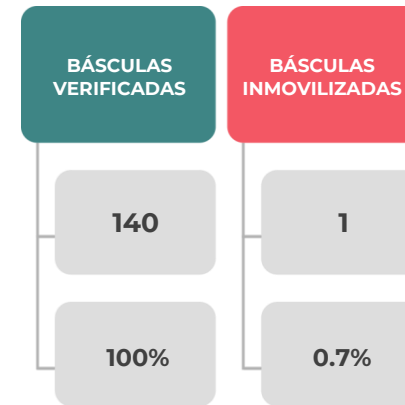 BÁSCULAS
VERIFICADAS
140
100%
BÁSCULAS
INMOVILIZADAS
1
0.7%